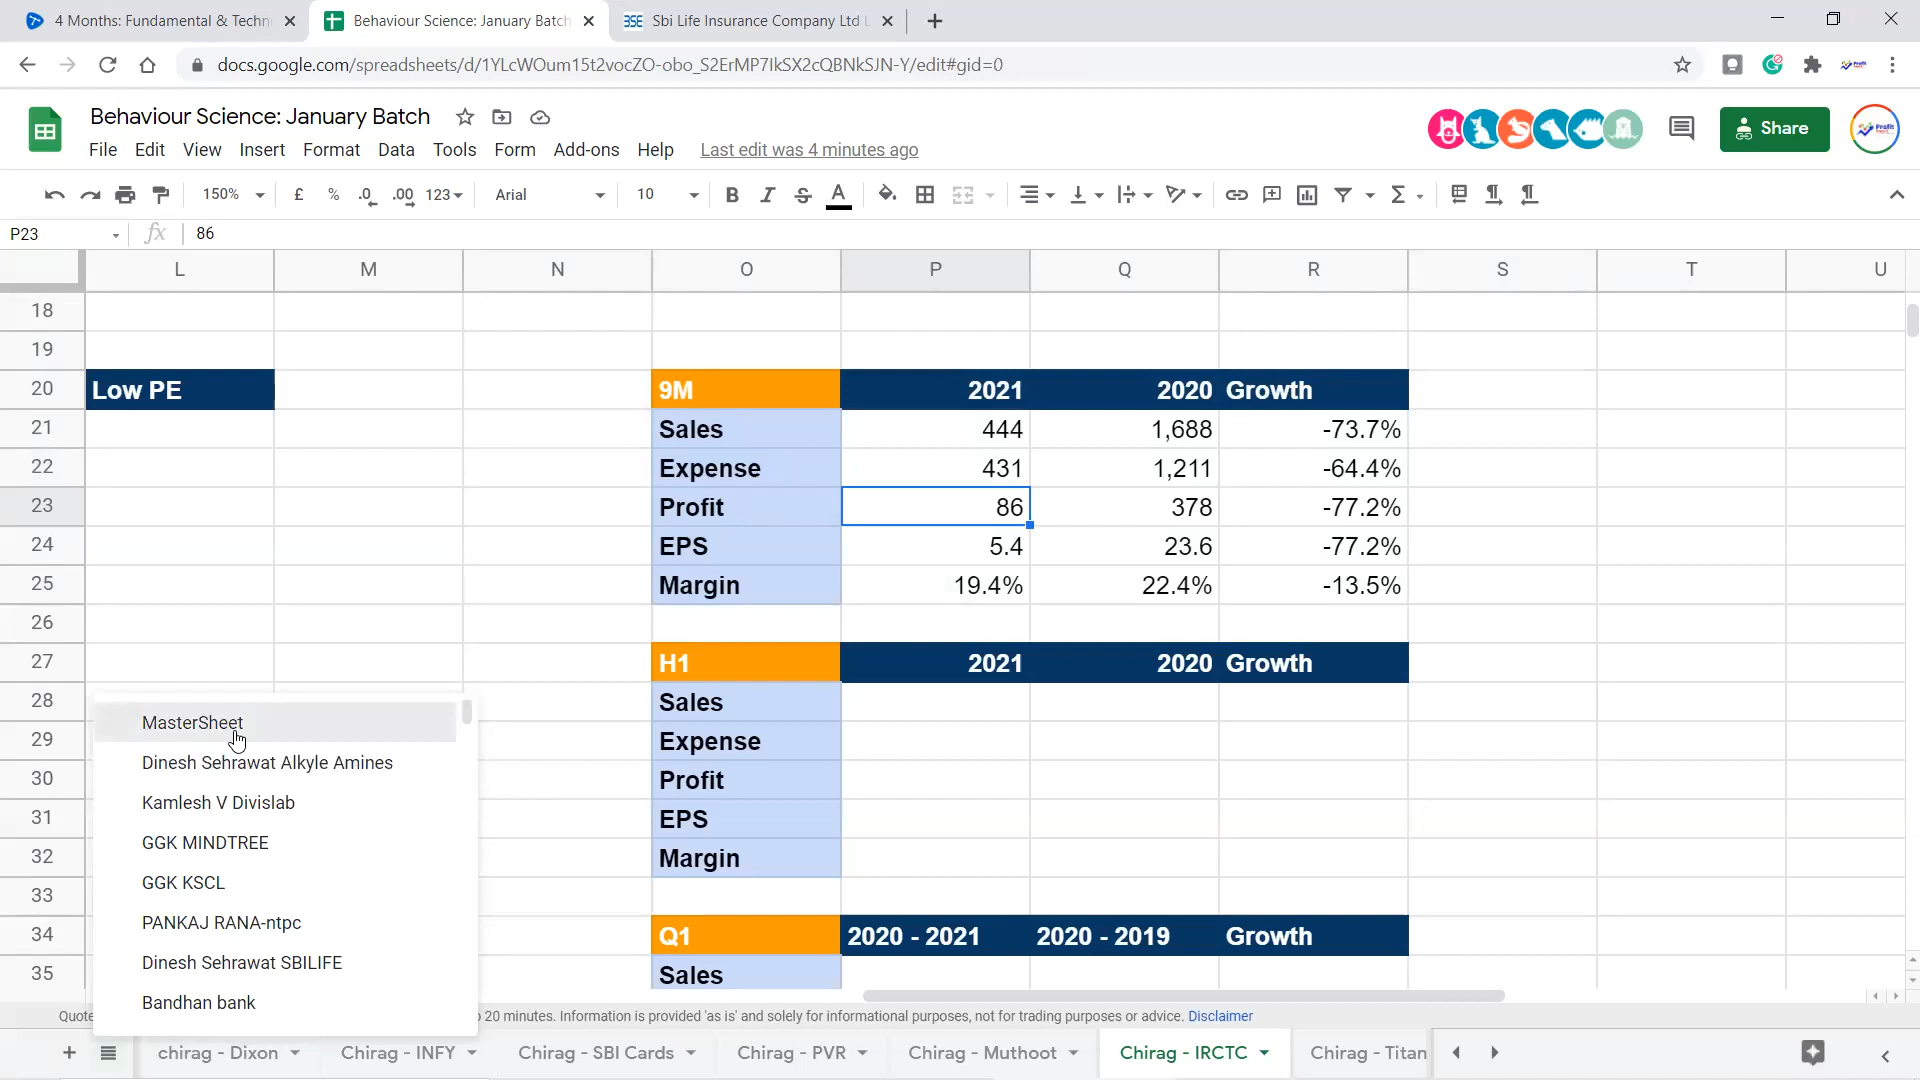 4 Months: Fundamental & Techn
Behaviour Science: January Batch
BSE Sbi Life Insurance Company Ltd L
docs.google.com/spreadsheets/d/1YLcWOum15t2vocZO-obo_S2ErMP7IkSX2cQBNkSJN-Y/edit#gid=0
Behaviour Science: January Batch
Share
File Edit View Insert Format Data Tools Form Add-ons Help Last edit was 4 minutes ago
150% £ % .0 .00 123 Arial 10 B I S A Σ
P23 fx 86
L M N O P Q R S T U
18
19
20 Low PE 9M 2021 2020 Growth
21 Sales 444 1,688 -73.7%
22 Expense 431 1,211 -64.4%
23 Profit 86 378 -77.2%
24 EPS 5.4 23.6 -77.2%
25 Margin 19.4% 22.4% -13.5%
26
27 H1 2021 2020 Growth
28 Sales
29 Expense
30 Profit
31 EPS
32 Margin
33
34 Q1 2020 - 2021 2020 - 2019 Growth
35 Sales
MasterSheet
Dinesh Sehrawat Alkyle Amines
Kamlesh V Divislab
GGK MINDTREE
GGK KSCL
PANKAJ RANA-ntpc
Dinesh Sehrawat SBILIFE
Bandhan bank
Quote 20 minutes. Information is provided 'as is' and solely for informational purposes, not for trading purposes or advice. Disclaimer
chirag - Dixon Chirag - INFY Chirag - SBI Cards Chirag - PVR Chirag - Muthoot Chirag - IRCTC Chirag - Titan